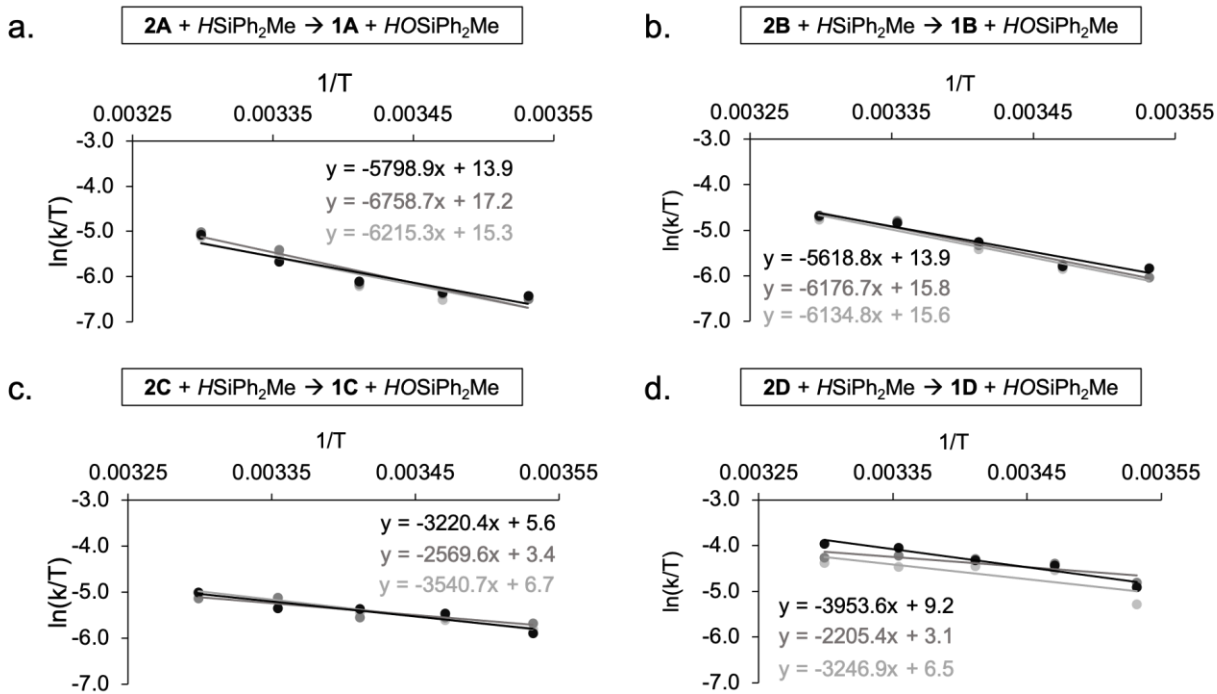 a.
2A + HSiPh₂Me → 1A + HOSiPh₂Me
1/T
0.00325 0.00335 0.00345 0.00355
-3.0
-4.0
-5.0
-6.0
-7.0
ln(k/T)
y = -5798.9x + 13.9
y = -6758.7x + 17.2
y = -6215.3x + 15.3
b.
2B + HSiPh₂Me → 1B + HOSiPh₂Me
1/T
0.00325 0.00335 0.00345 0.00355
-3.0
-4.0
-5.0
-6.0
-7.0
ln(k/T)
y = -5618.8x + 13.9
y = -6176.7x + 15.8
y = -6134.8x + 15.6
c.
2C + HSiPh₂Me → 1C + HOSiPh₂Me
1/T
0.00325 0.00335 0.00345 0.00355
-3.0
-4.0
-5.0
-6.0
-7.0
ln(k/T)
y = -3220.4x + 5.6
y = -2569.6x + 3.4
y = -3540.7x + 6.7
d.
2D + HSiPh₂Me → 1D + HOSiPh₂Me
1/T
0.00325 0.00335 0.00345 0.00355
-3.0
-4.0
-5.0
-6.0
-7.0
ln(k/T)
y = -3953.6x + 9.2
y = -2205.4x + 3.1
y = -3246.9x + 6.5